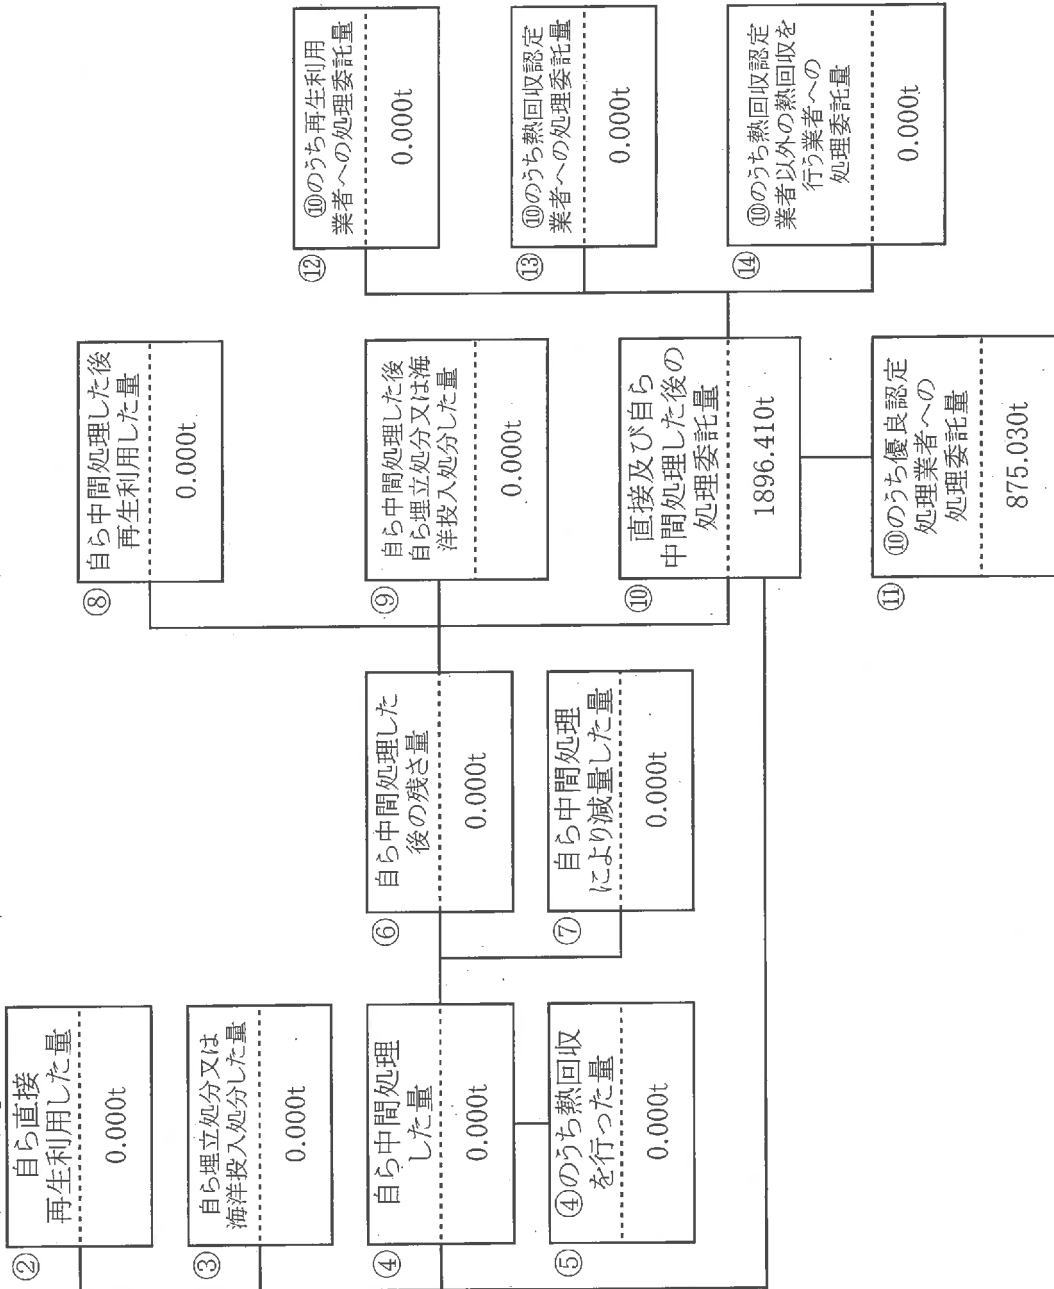 ②
自ら直接
再生利用した量
0.000t
③
自ら埋立処分又は
海洋投入処分した量
0.000t
④
自ら中間処理
した量
0.000t
⑤
④のうち熱回収
を行った量
0.000t
⑥
自ら中間処理した
後の残さ量
0.000t
⑦
自ら中間処理
により減量した量
0.000t
⑧
自ら中間処理した後
再生利用した量
0.000t
⑨
自ら中間処理した後
自ら埋立処分又は海
洋投入処分した量
0.000t
⑩
直接及び自ら
中間処理した後の
処理委託量
1896.410t
⑪
⑩のうち優良認定
処理業者への
処理委託量
875.030t
⑫
⑩のうち再生利用
業者への処理委託量
0.000t
⑬
⑩のうち熱回収認定
業者への処理委託量
0.000t
⑭
⑩のうち熱回収認定
業者以外の熱回収を
行う業者への
処理委託量
0.000t